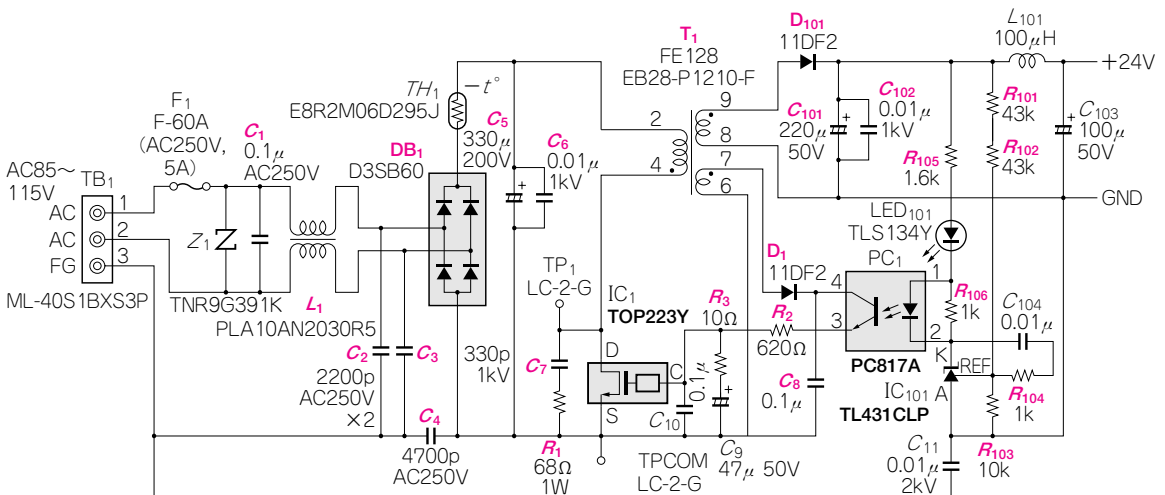 AC85～
115V
TB1
AC
AC
FG
1
2
3
ML-40S1BXS3P
F1
F-60A
(AC250V,
5A)
C1
0.1μ
AC250V
Z1
TNR9G391K
L1
PLA10AN2030R5
C2
C3
2200p
AC250V
×2
C4
4700p
AC250V
DB1
D3SB60
TH1
-t°
E8R2M06D295J
C5
330μ
200V
+
C6
0.01μ
1kV
330p
1kV
C7
R1
68Ω
1W
TP1
LC-2-G
IC1
TOP223Y
D
S
C
TPCOM
LC-2-G
0.1μ
C10
R3
10Ω
+
C9
47μ 50V
R2
620Ω
C8
0.1μ
D1
11DF2
T1
FE128
EB28-P1210-F
2
4
9
8
7
6
D101
11DF2
C101
220μ
50V
+
C102
0.01μ
1kV
R105
1.6k
R101
43k
R102
43k
L101
100μH
+24V
+
C103
100μ
50V
GND
LED101
TLS134Y
PC1
4
3
1
2
PC817A
R106
1k
C104
0.01μ
K
REF
A
IC101
TL431CLP
R104
1k
R103
10k
C11
0.01μ
2kV